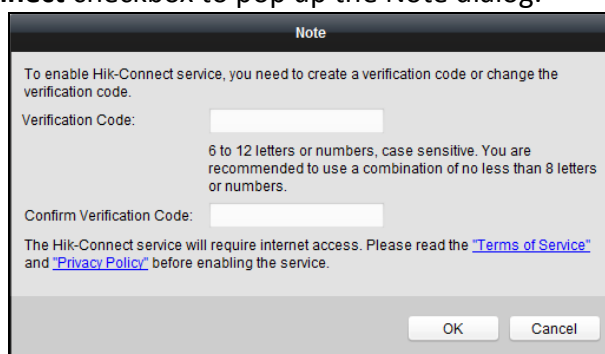 checkbox to pop up the Note dialog.
Note
To enable Hik-Connect service, you need to create a verification code or change the
verification code.
Verification Code:
6 to 12 letters or numbers, case sensitive. You are
recommended to use a combination of no less than 8 letters
or numbers.
Confirm Verification Code:
The Hik-Connect service will require internet access. Please read the "Terms of Service"
and "Privacy Policy" before enabling the service.
OK Cancel